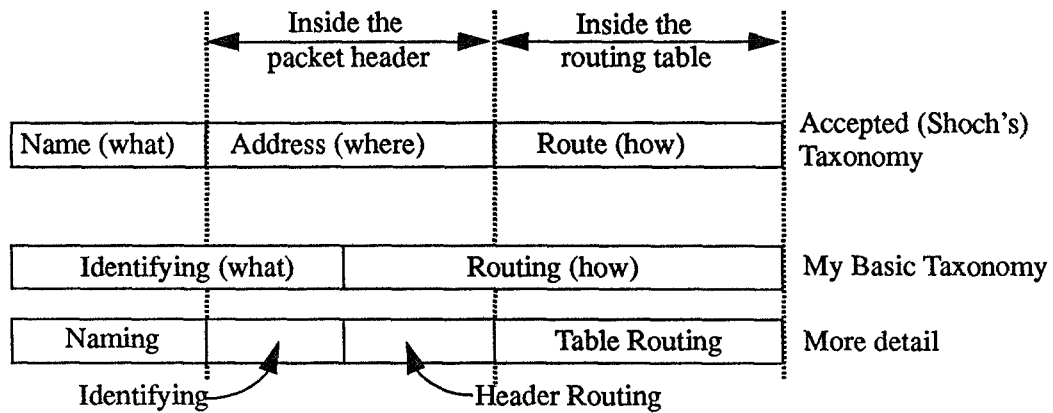 Inside the
packet header
Inside the
routing table
Name (what)
Address (where)
Route (how)
Accepted (Shoch's)
Taxonomy
Identifying (what)
Routing (how)
My Basic Taxonomy
Naming
Table Routing
More detail
Identifying
Header Routing